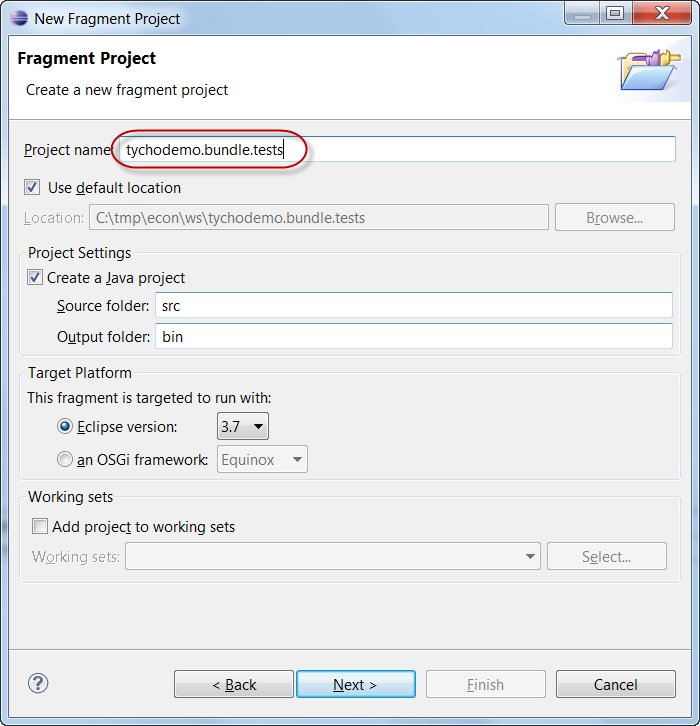 New Fragment Project
Fragment Project
Create a new fragment project
Project name: tychodemo.bundle.tests
Use default location
Location: C:\tmp\econ\ws\tychodemo.bundle.tests Browse...
Project Settings
Create a Java project
Source folder: src
Output folder: bin
Target Platform
This fragment is targeted to run with:
Eclipse version: 3.7
an OSGi framework: Equinox
Working sets
Add project to working sets
Working sets: Select...
? < Back Next > Finish Cancel